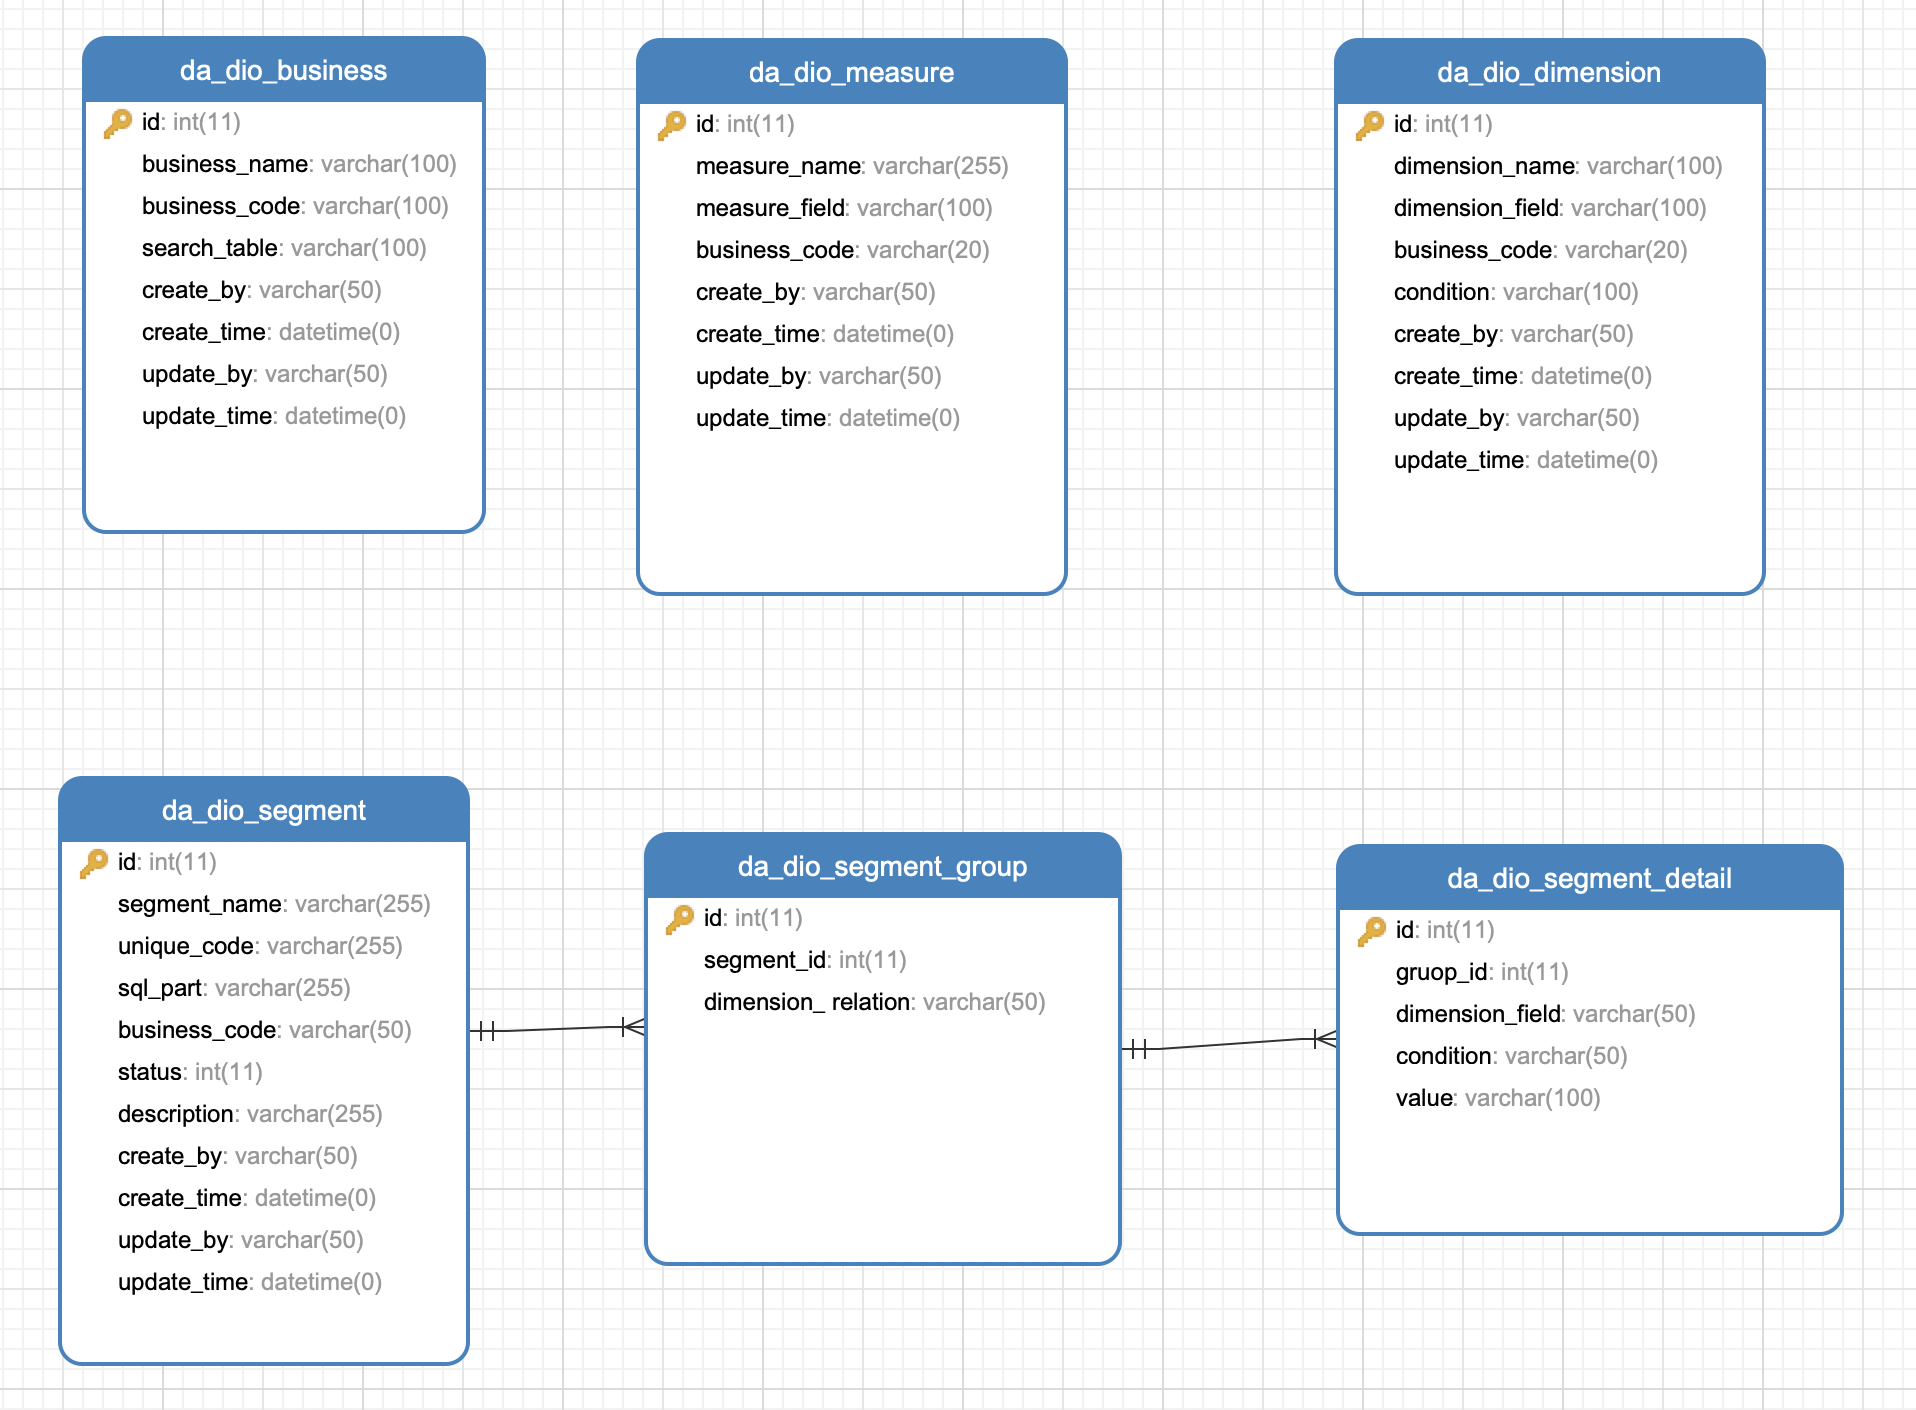 da_dio_business
id: int(11)
business_name: varchar(100)
business_code: varchar(100)
search_table: varchar(100)
create_by: varchar(50)
create_time: datetime(0)
update_by: varchar(50)
update_time: datetime(0)
da_dio_measure
id: int(11)
measure_name: varchar(255)
measure_field: varchar(100)
business_code: varchar(20)
create_by: varchar(50)
create_time: datetime(0)
update_by: varchar(50)
update_time: datetime(0)
da_dio_dimension
id: int(11)
dimension_name: varchar(100)
dimension_field: varchar(100)
business_code: varchar(20)
condition: varchar(100)
create_by: varchar(50)
create_time: datetime(0)
update_by: varchar(50)
update_time: datetime(0)
da_dio_segment
id: int(11)
segment_name: varchar(255)
unique_code: varchar(255)
sql_part: varchar(255)
business_code: varchar(50)
status: int(11)
description: varchar(255)
create_by: varchar(50)
create_time: datetime(0)
update_by: varchar(50)
update_time: datetime(0)
da_dio_segment_group
id: int(11)
segment_id: int(11)
dimension_ relation: varchar(50)
da_dio_segment_detail
id: int(11)
gruop_id: int(11)
dimension_field: varchar(50)
condition: varchar(50)
value: varchar(100)